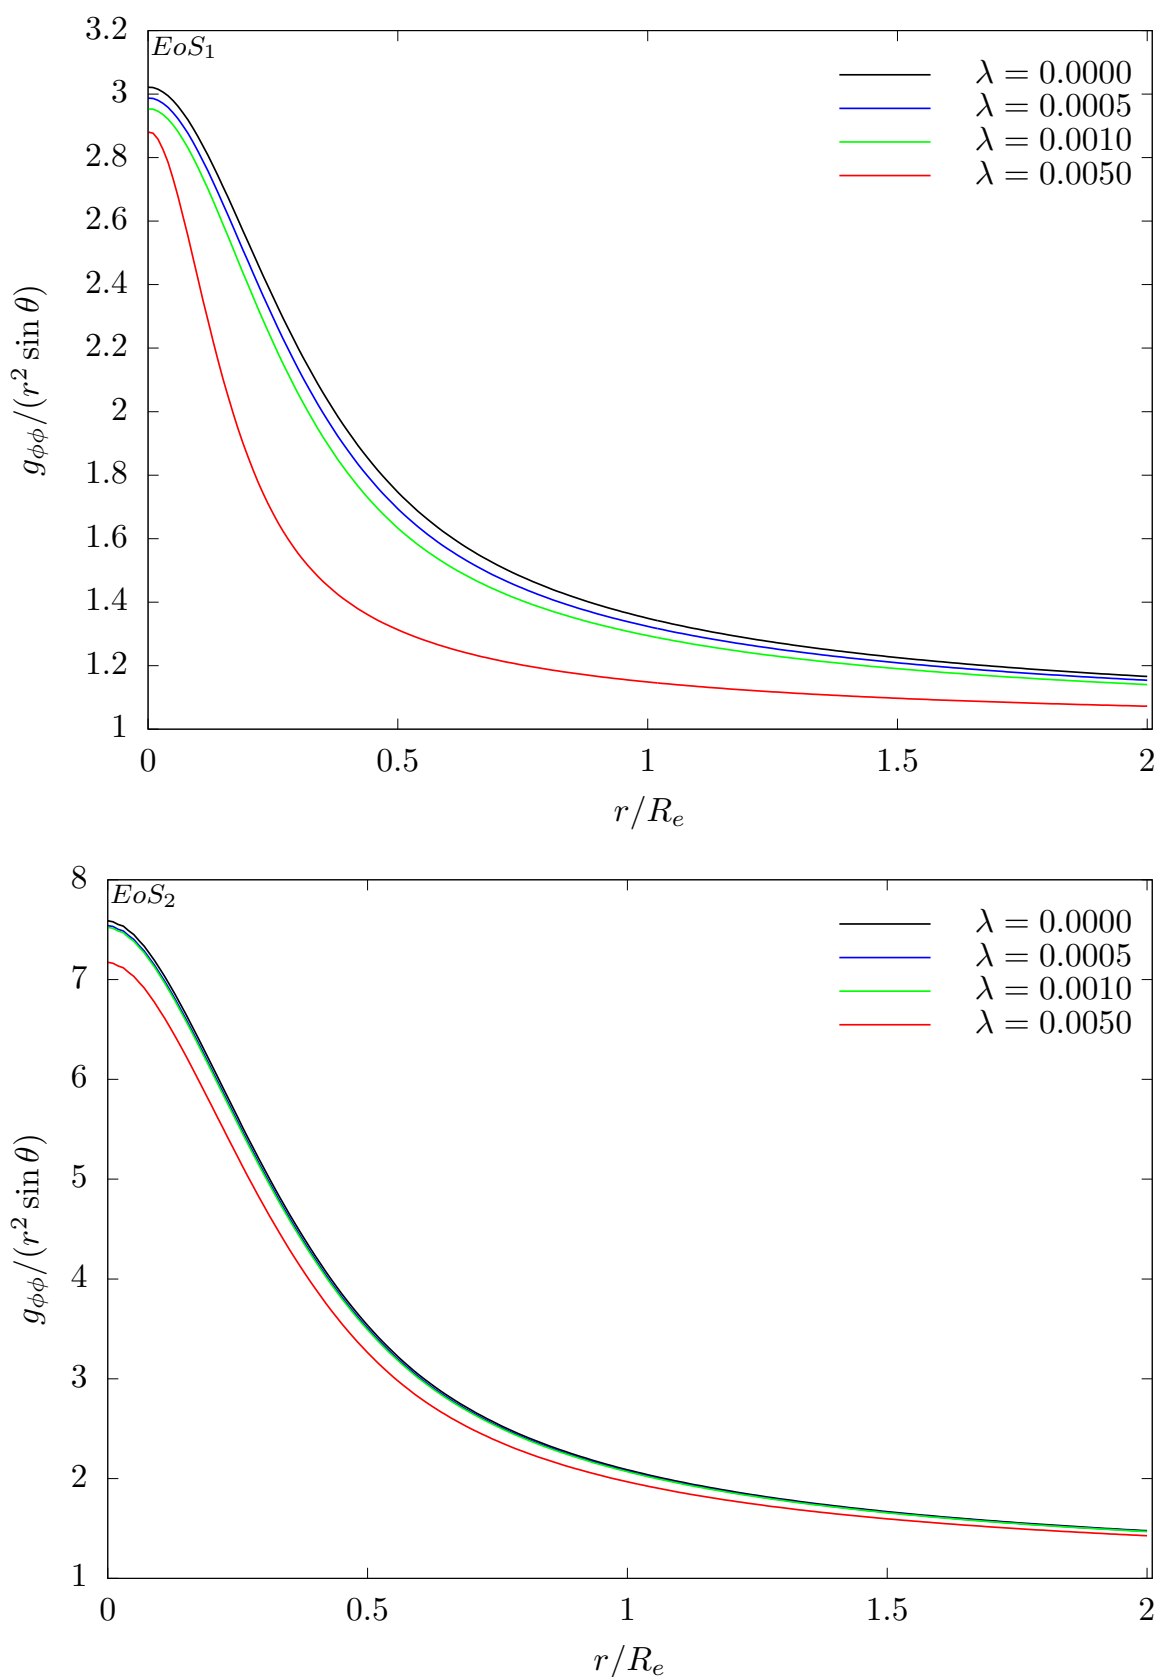 EoS₁
λ = 0.0000
λ = 0.0005
λ = 0.0010
λ = 0.0050
3.2
3
2.8
2.6
2.4
2.2
2
1.8
1.6
1.4
1.2
1
g_ϕϕ/(r² sin θ)
0 0.5 1 1.5 2
r/Rₑ
EoS₂
λ = 0.0000
λ = 0.0005
λ = 0.0010
λ = 0.0050
8
7
6
5
4
3
2
1
g_ϕϕ/(r² sin θ)
0 0.5 1 1.5 2
r/Rₑ